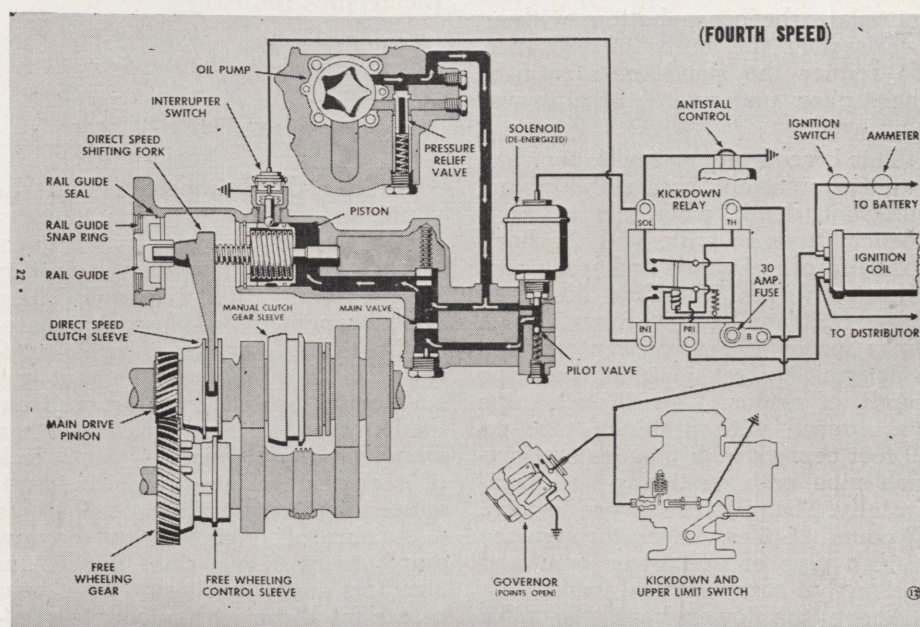 (FOURTH SPEED)
OIL PUMP
INTERRUPTER
SWITCH
DIRECT SPEED
SHIFTING FORK
RAIL GUIDE
SEAL
RAIL GUIDE
SNAP RING
RAIL GUIDE
PISTON
PRESSURE
RELIEF
VALVE
SOLENOID
(DE-ENERGIZED)
ANTISTALL
CONTROL
IGNITION
SWITCH
AMMETER
KICKDOWN
RELAY
SOL
TH
TO BATTERY
IGNITION
COIL
30
AMP.
FUSE
INI
PRI
B
TO DISTRIBUTOR
· 22 ·
MANUAL CLUTCH
GEAR SLEEVE
MAIN VALVE
DIRECT SPEED
CLUTCH SLEEVE
PILOT VALVE
MAIN DRIVE
PINION
FREE
WHEELING
GEAR
FREE WHEELING
CONTROL SLEEVE
GOVERNOR
(POINTS OPEN)
KICKDOWN AND
UPPER LIMIT SWITCH